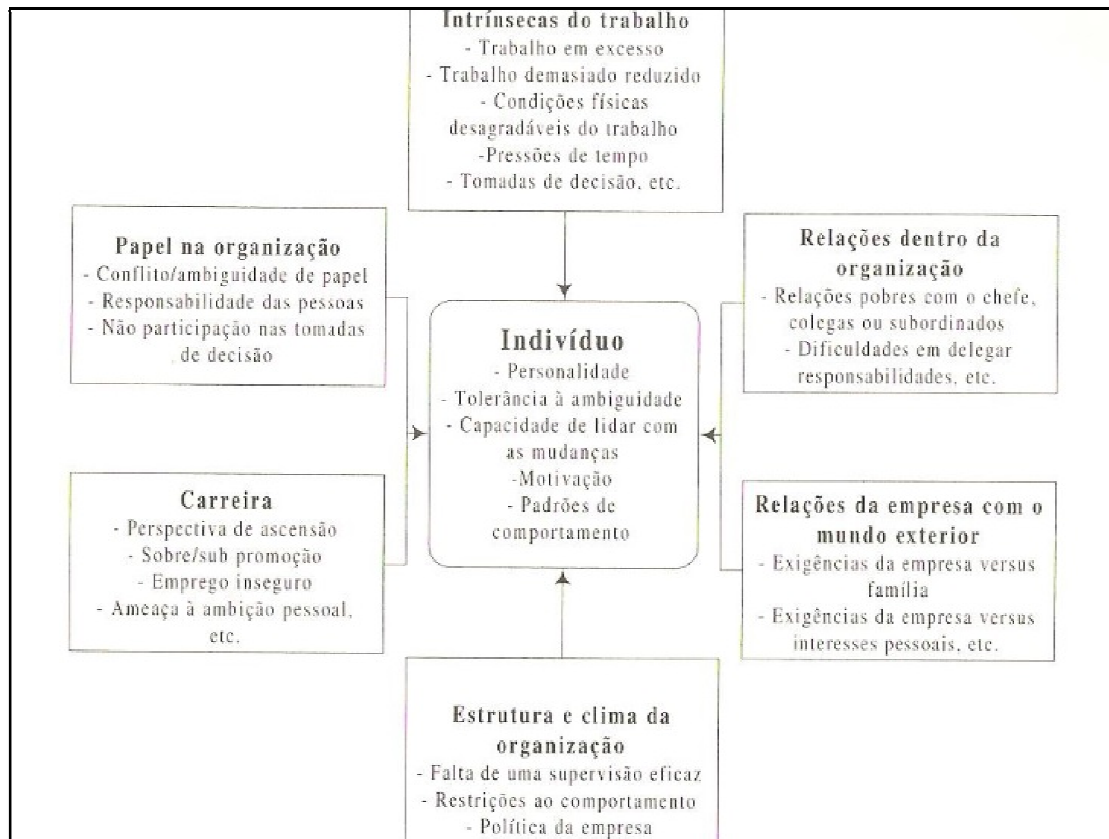 Intrínsecas do trabalho
- Trabalho em excesso
- Trabalho demasiado reduzido
- Condições físicas
desagradáveis do trabalho
-Pressões de tempo
- Tomadas de decisão, etc.
Papel na organização
- Conflito/ambiguidade de papel
- Responsabilidade das pessoas
- Não participação nas tomadas
de decisão
Relações dentro da
organização
- Relações pobres com o chefe,
colegas ou subordinados
- Dificuldades em delegar
responsabilidades, etc.
Indivíduo
- Personalidade
- Tolerância à ambiguidade
- Capacidade de lidar com
as mudanças
-Motivação
- Padrões de
comportamento
Carreira
- Perspectiva de ascensão
- Sobre/sub promoção
- Emprego inseguro
- Ameaça à ambição pessoal,
etc.
Relações da empresa com o
mundo exterior
- Exigências da empresa versus
família
- Exigências da empresa versus
interesses pessoais, etc.
Estrutura e clima da
organização
- Falta de uma supervisão eficaz
- Restrições ao comportamento
- Política da empresa